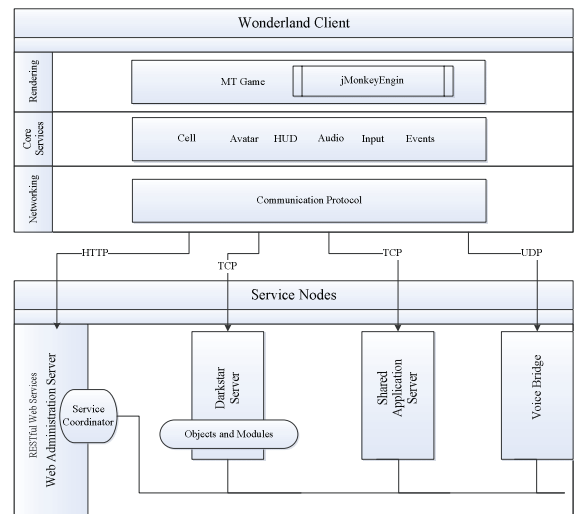 Wonderland Client
Rendering
MT Game
jMonkeyEngin
Core
Services
Cell Avatar HUD Audio Input Events
Networking
Communication Protocol
HTTP
TCP
TCP
UDP
Service Nodes
RESTful Web Services
Web Administration Server
Service
Coordinator
Darkstar
Server
Objects and Modules
Shared
Application
Server
Voice Bridge